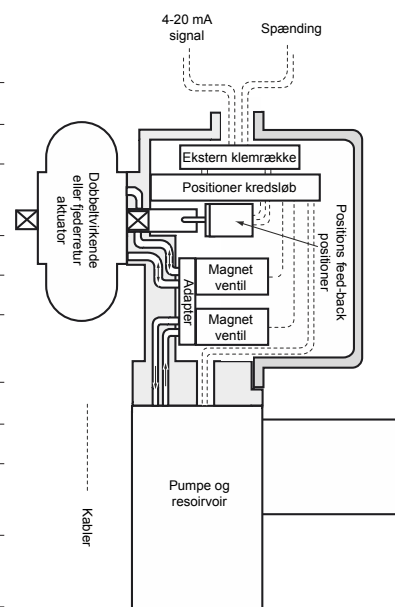 4-20 mA
signal
Spænding
Ekstern klemrække
Positioner kredsløb
Dobbeltvirkende
eller fjederretur
aktuator
Positions feed-back
positioner
Magnet
ventil
Adapter
Magnet
ventil
Pumpe og
resoirvoir
Kabler